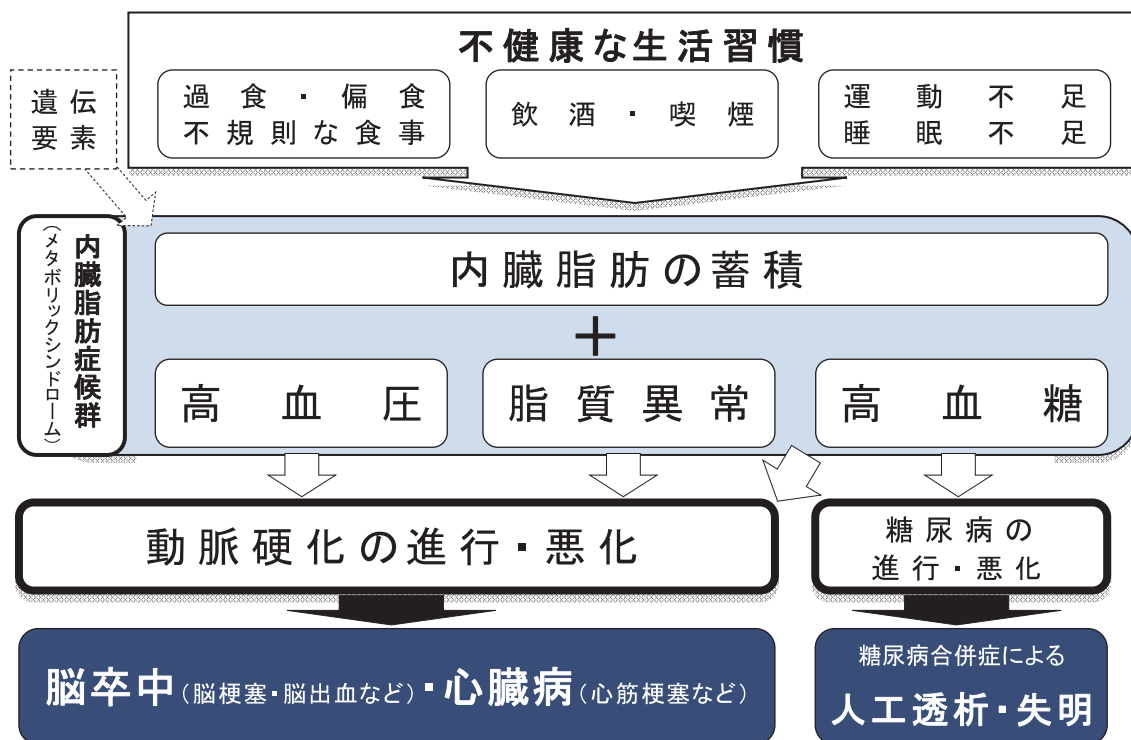 不健康な生活習慣
遺伝
要素
過食・偏食
不規則な食事
飲酒・喫煙
運動不足
睡眠不足
内臓脂肪症候群
（メタボリックシンドローム）
内臓脂肪の蓄積
＋
高血圧
脂質異常
高血糖
動脈硬化の進行・悪化
糖尿病の
進行・悪化
脳卒中（脳梗塞・脳出血など）・心臓病（心筋梗塞など）
糖尿病合併症による
人工透析・失明